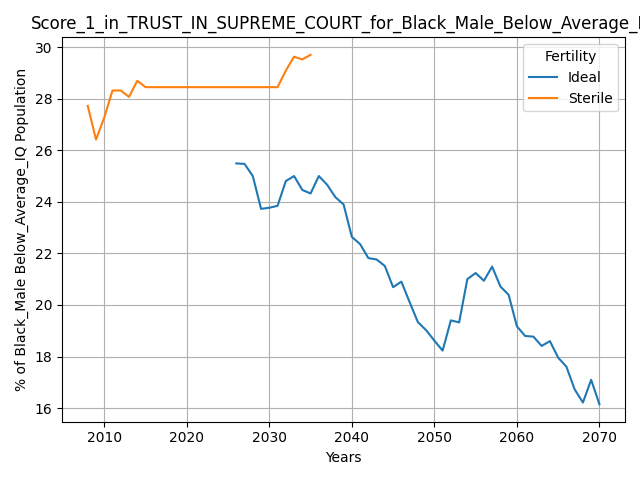 Score_1_in_TRUST_IN_SUPREME_COURT_for_Black_Male_Below_Average_
Fertility
Ideal
Sterile
% of Black_Male Below_Average_IQ Population
30
28
26
24
22
20
18
16
2010 2020 2030 2040 2050 2060 2070
Years